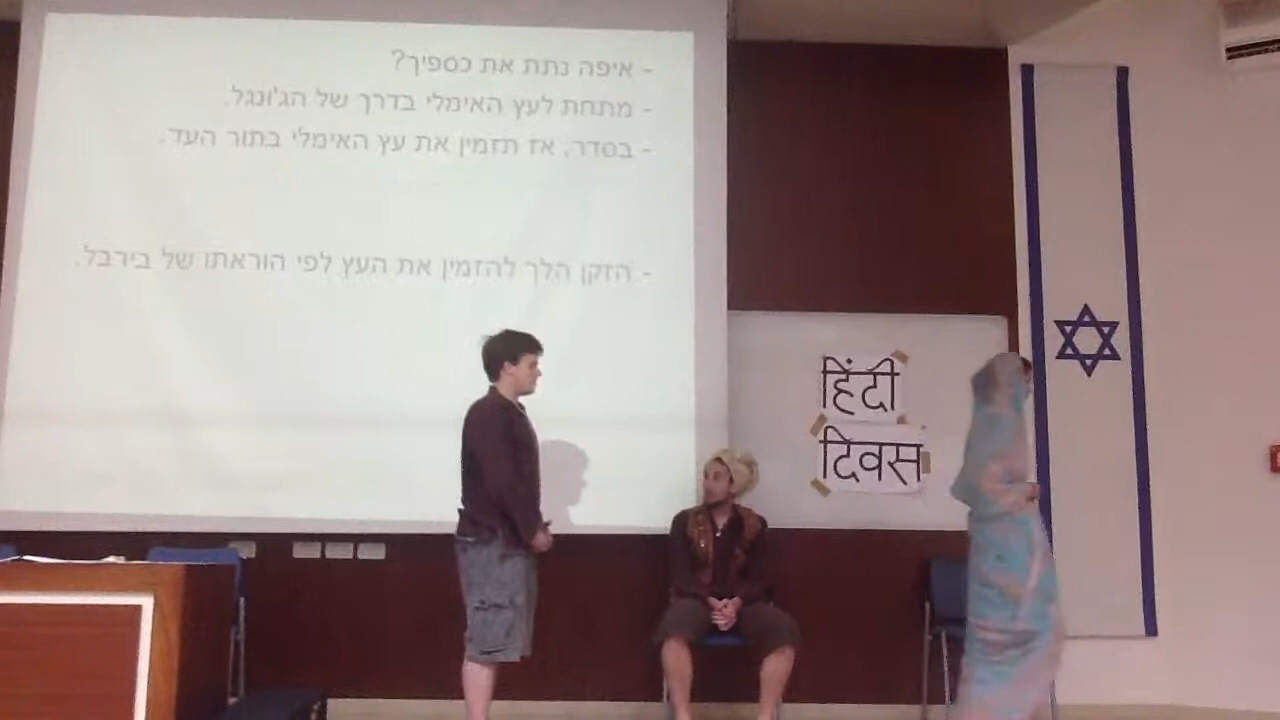 - איפה נתת את כספיך?
- מתחת לעץ האימלי בדרך של הג'ונגל.
- בסדר, אז תזמין את עץ האימלי בתור העד.
- הזקן הלך להזמין את העץ לפי הוראתו של בירבל.
हिंदी
दिवस